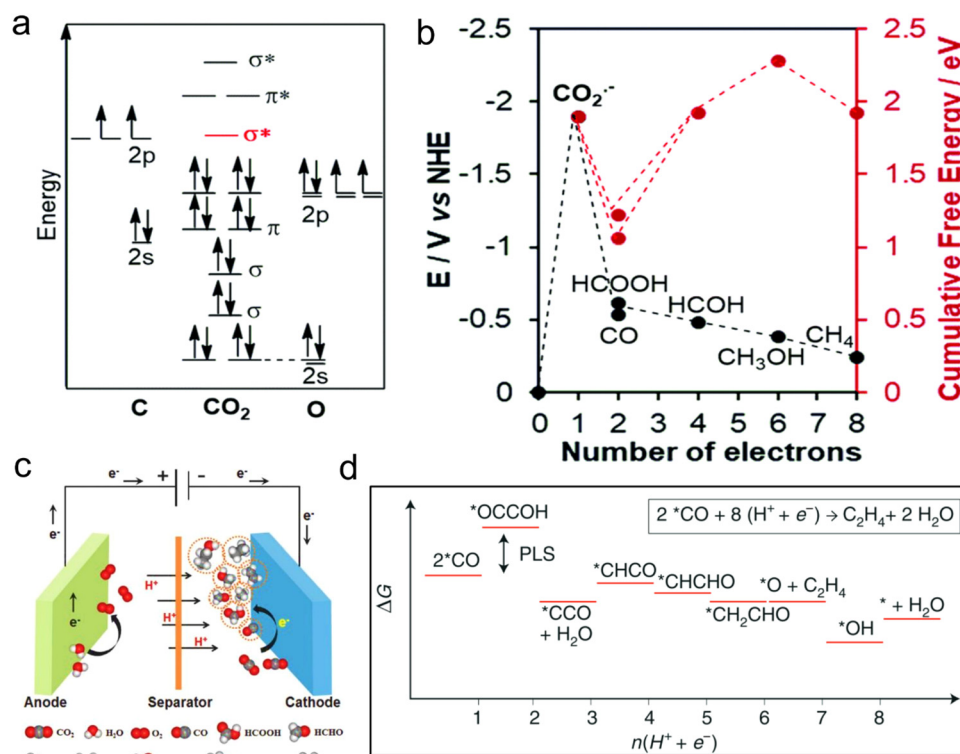 a
Energy
σ*
π*
σ*
2p
2s
π
σ
σ
2p
2s
C
CO2
O
b
E / V vs NHE
-2.5
-2
-1.5
-1
-0.5
0
Cumulative Free Energy / eV
2.5
2
1.5
1
0.5
0
CO2·-
HCOOH
CO
HCOH
CH3OH
CH4
0 1 2 3 4 5 6 7 8
Number of electrons
c
e-
e-
+ -
e-
e-
e-
e-
e-
H+
H+
H+
H+
Anode
Separator
Cathode
CO2 H2O O2 CO HCOOH HCHO
d
ΔG
2 *CO + 8 (H+ + e−) → C2H4 + 2 H2O
2*CO
*OCCOH
PLS
*CCO
+ H2O
*CHCO
*CHCHO
*CH2CHO
*O + C2H4
*OH
* + H2O
1 2 3 4 5 6 7 8
n(H+ + e−)